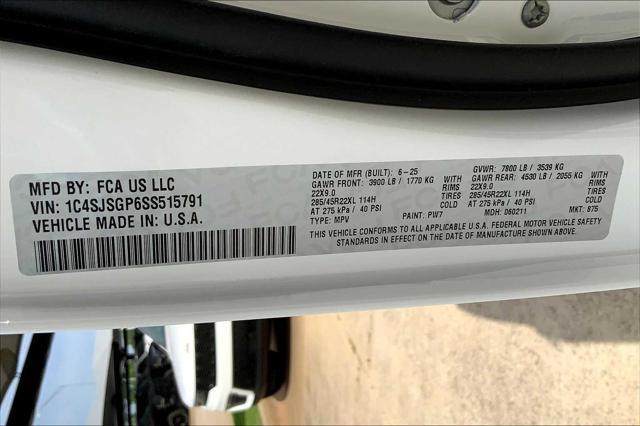 MFD BY: FCA US LLC
VIN: 1C4SJSGP6SS515791
VEHICLE MADE IN: U.S.A.
DATE OF MFR (BUILT): 6-25 GVWR: 7800 LB / 3539 KG
GAWR FRONT: 3900 LB / 1770 KG WITH GAWR REAR: 4530 LB / 2055 KG WITH
22X9.0 RIMS 22X9.0 RIMS
285/45R22XL 114H TIRES 285/45R22XL 114H TIRES
AT 275 kPa / 40 PSI COLD AT 275 kPa / 40 PSI COLD
TYPE: MPV PAINT: PW7 MDH: 060211 MKT: 875
THIS VEHICLE CONFORMS TO ALL APPLICABLE U.S.A. FEDERAL MOTOR VEHICLE SAFETY
STANDARDS IN EFFECT ON THE DATE OF MANUFACTURE SHOWN ABOVE.